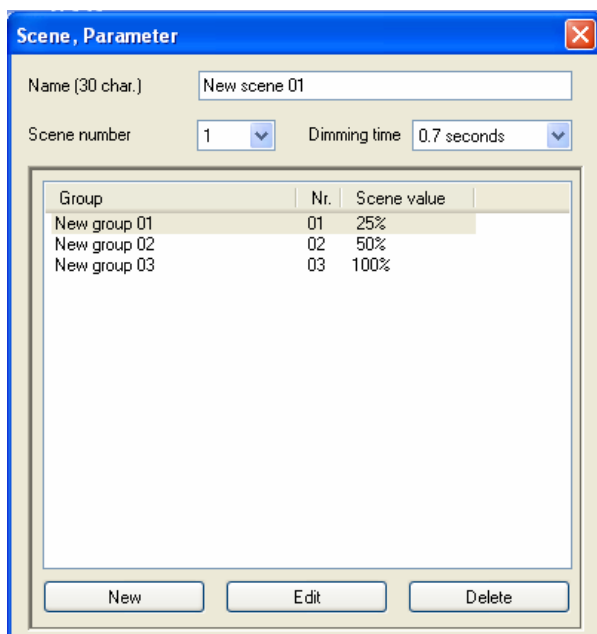 Scene, Parameter
Name (30 char.) New scene 01
Scene number 1 Dimming time 0.7 seconds
Group Nr. Scene value
New group 01 01 25%
New group 02 02 50%
New group 03 03 100%
New Edit Delete